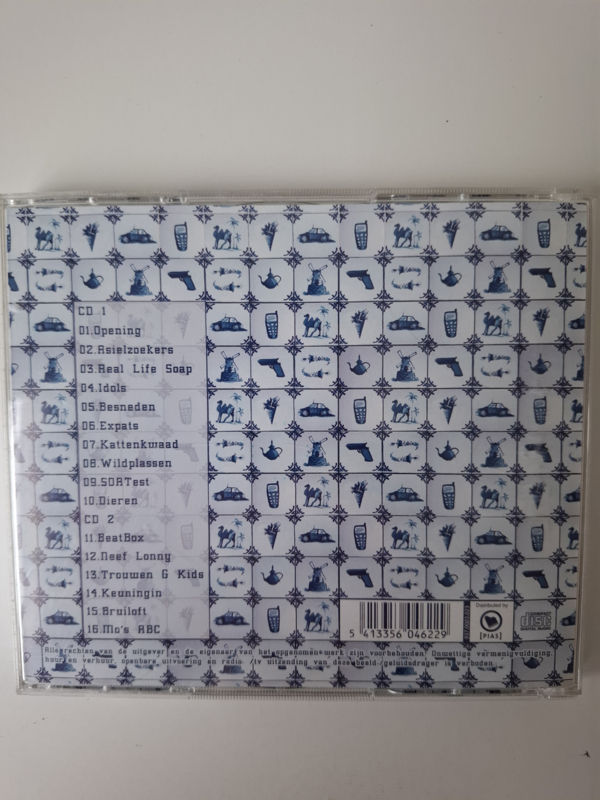 CD 1
01.Opening
02.Asielzoekers
03.Real Life Soap
04.Idols
05.Besneden
06.Expats
07.Kattenkwaad
08.Wildplassen
09.SORTest
10.Dieren
CD 2
11.BeatBox
12.Neef Lonny
13.Trouwen & Kids
14.Keuningin
15.Bruiloft
16.Mo's ABC
5 413356 046229
Distributed by
[PIAS]
disc
Alle rechten van de uitgever en de eigenaar van het opgenomen werk zijn voorbehouden. Onwettige vermenigvuldiging,
huur en verhuur, openbare uitvoering en radio /tv uitzending van deze beeld-/geluidsdrager is verboden.